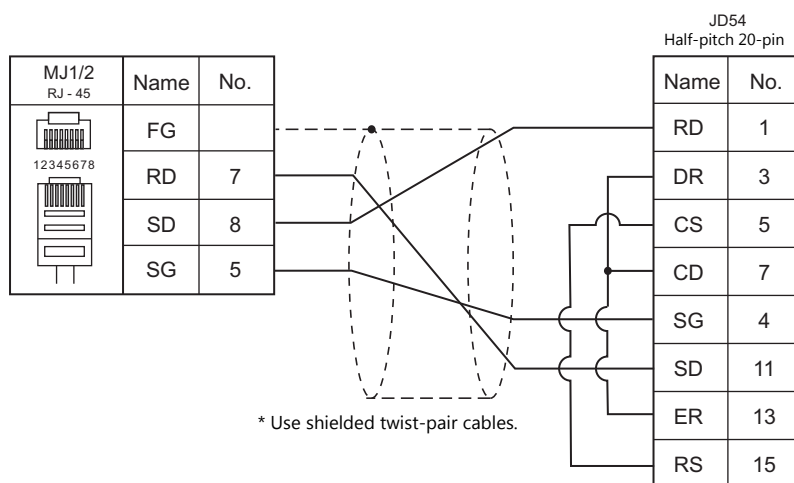 JD54
Half-pitch 20-pin
MJ1/2
RJ - 45
Name No.
12345678
FG
RD 7
SD 8
SG 5
Name No.
RD 1
DR 3
CS 5
CD 7
SG 4
SD 11
ER 13
RS 15
* Use shielded twist-pair cables.